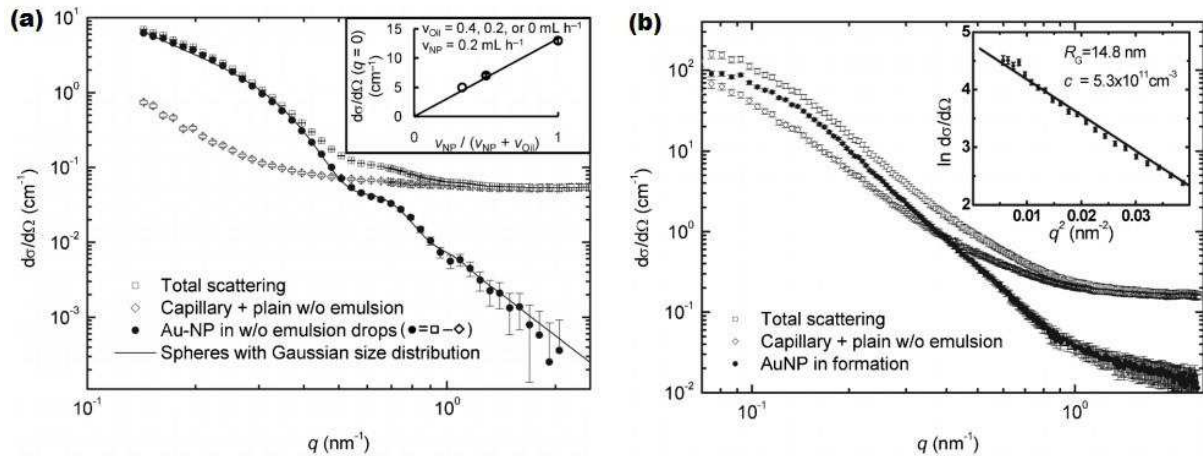 (a)
dσ/dΩ (cm⁻¹)
10¹
10⁰
10⁻¹
10⁻²
10⁻³
10⁻¹
10⁰
q (nm⁻¹)
dσ/dΩ (q = 0)
(cm⁻¹)
15
10
5
0
0
1
v_Oil = 0.4, 0.2, or 0 mL h⁻¹
v_NP = 0.2 mL h⁻¹
v_NP / (v_NP + v_Oil)
□ Total scattering
◇ Capillary + plain w/o emulsion
● Au-NP in w/o emulsion drops (●=□–◇)
— Spheres with Gaussian size distribution
(b)
dσ/dΩ (cm⁻¹)
10²
10¹
10⁰
10⁻¹
10⁻²
10⁻¹
10⁰
q (nm⁻¹)
ln dσ/dΩ
5
4
3
2
0.01
0.02
0.03
q² (nm⁻²)
R_G=14.8 nm
c = 5.3x10¹¹cm⁻³
□ Total scattering
◇ Capillary + plain w/o emulsion
● AuNP in formation